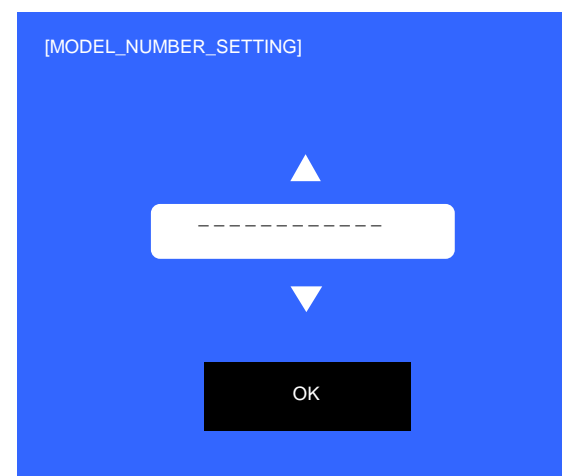 [MODEL_NUMBER_SETTING]
_ _ _ _ _ _ _ _ _ _ _ _
OK